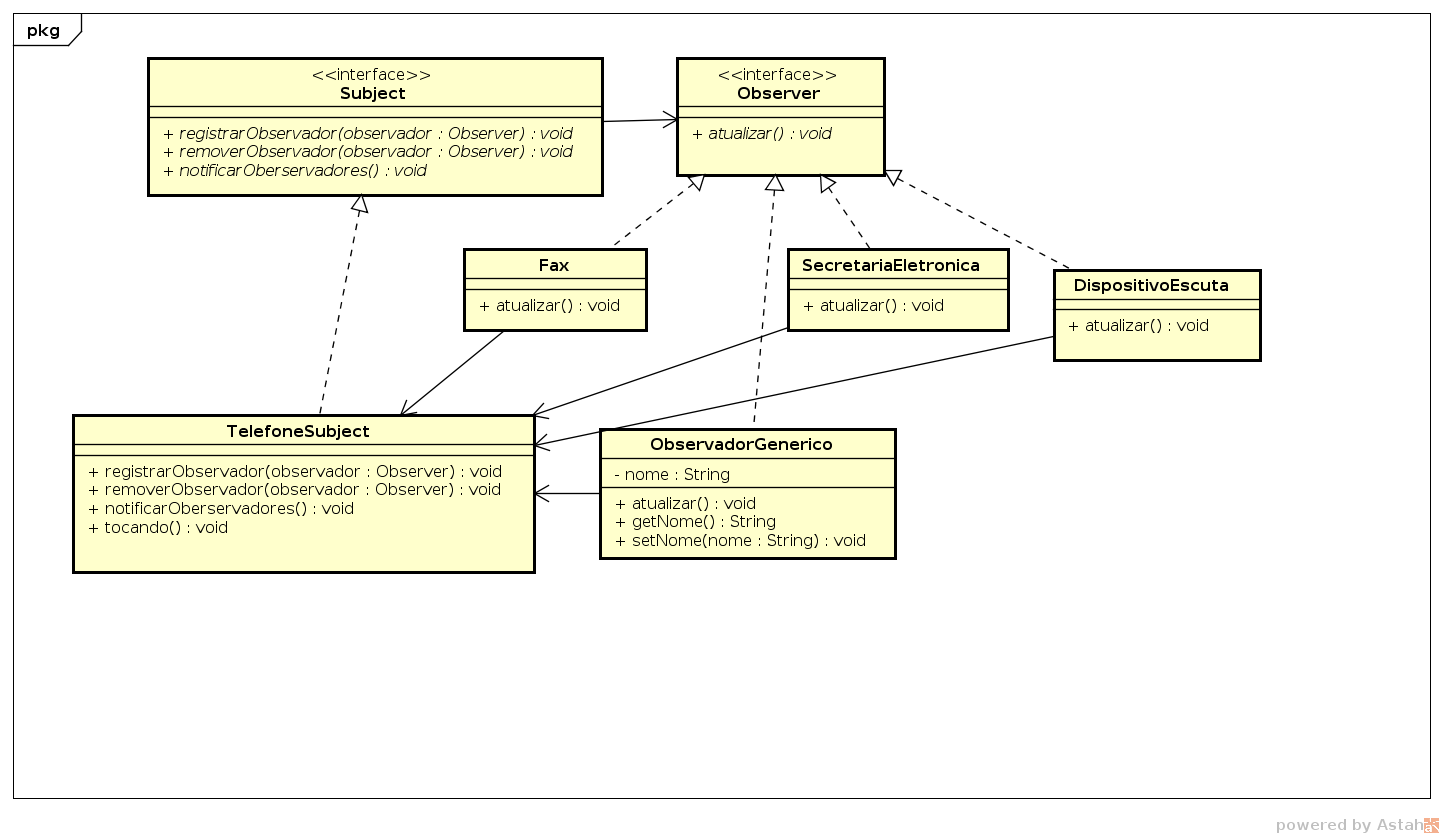 pkg
<<interface>>
Subject
+ registrarObservador(observador : Observer) : void
+ removerObservador(observador : Observer) : void
+ notificarOberservadores() : void
<<interface>>
Observer
+ atualizar() : void
Fax
+ atualizar() : void
SecretariaEletronica
+ atualizar() : void
DispositivoEscuta
+ atualizar() : void
TelefoneSubject
+ registrarObservador(observador : Observer) : void
+ removerObservador(observador : Observer) : void
+ notificarOberservadores() : void
+ tocando() : void
ObservadorGenerico
- nome : String
+ atualizar() : void
+ getNome() : String
+ setNome(nome : String) : void
powered by Astah